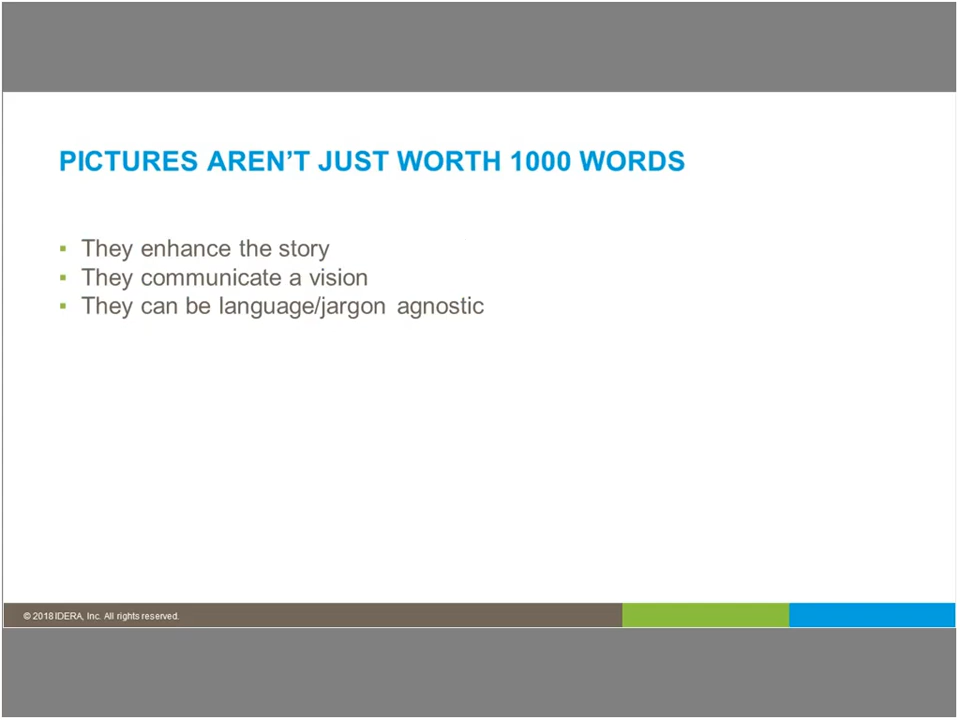 PICTURES AREN’T JUST WORTH 1000 WORDS
▪ They enhance the story
▪ They communicate a vision
▪ They can be language/jargon agnostic
© 2018 IDERA, Inc. All rights reserved.